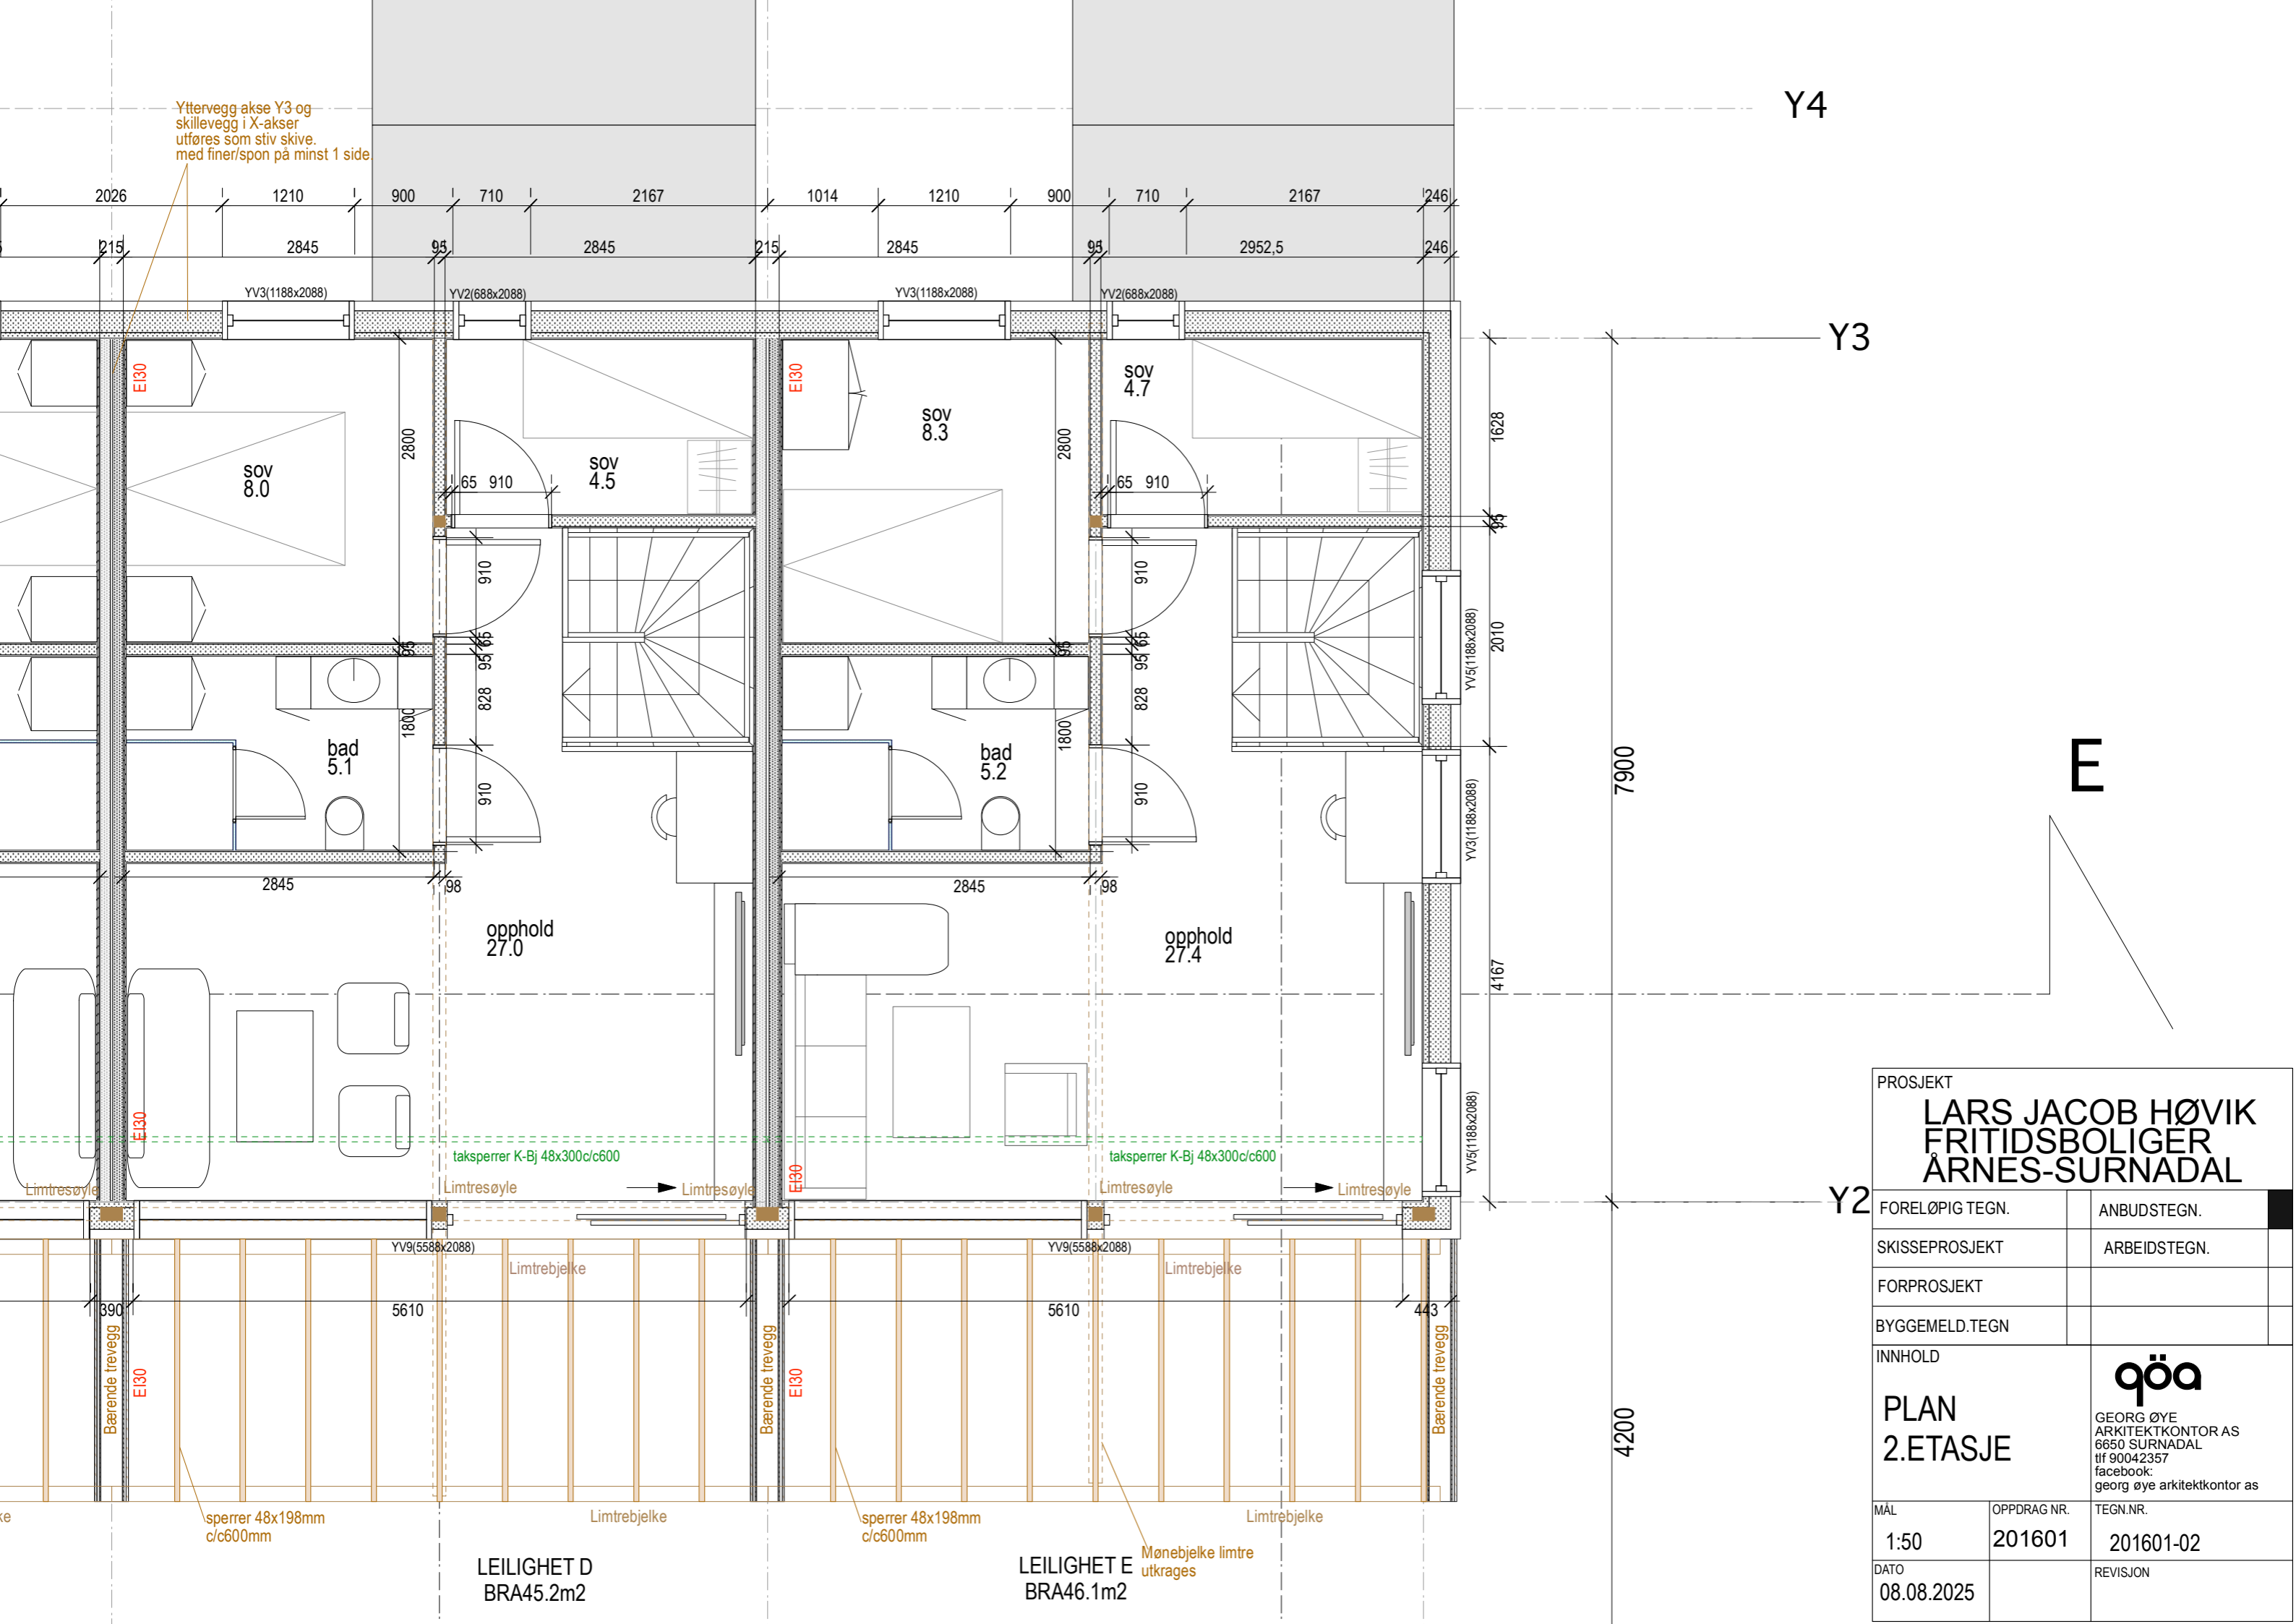 Y4
Yttervegg akse Y3 og
skillevegg i X-akser
utføres som stiv skive.
med finer/spon på minst 1 side.
2026 1210 900 710 2167 1014 1210 900 710 2167 246
215 2845 95 2845 215 2845 95 2952,5 246
YV3(1188x2088) YV2(688x2088) YV3(1188x2088) YV2(688x2088)
Y3
EI30
EI30
sov
8.0
2800
sov
4.5
65 910
sov
8.3
2800
sov
4.7
65 910
1628
95
2010
4167
7900
4200
910
65
95
828
910
95
1800
910
65
95
828
910
95
1800
YV5(1188x2088)
YV3(1188x2088)
YV5(1188x2088)
bad
5.1
bad
5.2
2845 98 2845 98
opphold
27.0
opphold
27.4
E
EI30
EI30
taksperrer K-Bj 48x300c/c600
taksperrer K-Bj 48x300c/c600
Limtresøyle Limtresøyle Limtresøyle Limtresøyle Limtresøyle
Y2
YV9(5588x2088) YV9(5588x2088)
Limtrebjelke Limtrebjelke
390 5610 5610 443
Bærende trevegg
EI30
Bærende trevegg
EI30
Bærende trevegg
sperrer 48x198mm
c/c600mm
Limtrebjelke
sperrer 48x198mm
c/c600mm
Limtrebjelke
Mønebjelke limtre
utkrages
LEILIGHET D
BRA45.2m2
LEILIGHET E
BRA46.1m2
PROSJEKT
LARS JACOB HØVIK
FRITIDSBOLIGER
ÅRNES-SURNADAL
FORELØPIG TEGN. ANBUDSTEGN.
SKISSEPROSJEKT ARBEIDSTEGN.
FORPROSJEKT
BYGGEMELD.TEGN
INNHOLD
PLAN
2.ETASJE
göa
GEORG ØYE
ARKITEKTKONTOR AS
6650 SURNADAL
tlf 90042357
facebook:
georg øye arkitektkontor as
MÅL OPPDRAG NR. TEGN.NR.
1:50 201601 201601-02
DATO REVISJON
08.08.2025